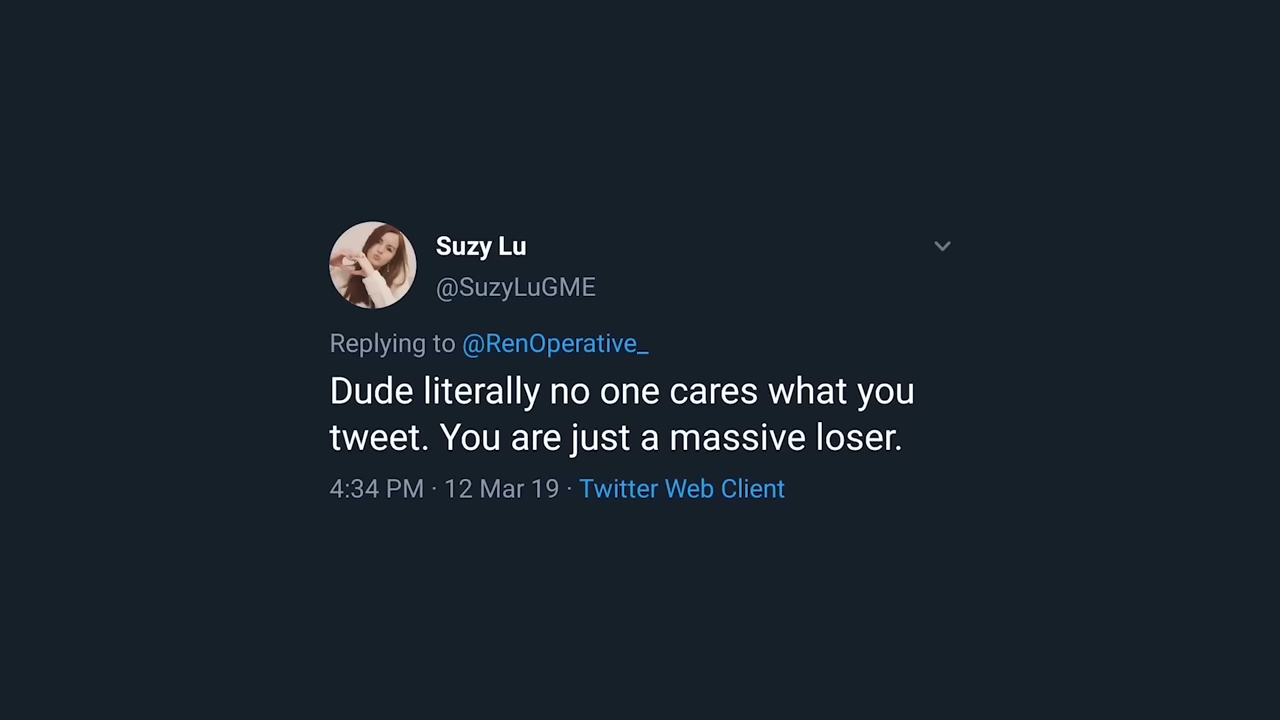 Suzy Lu
@SuzyLuGME
Replying to @RenOperative_
Dude literally no one cares what you
tweet. You are just a massive loser.
4:34 PM · 12 Mar 19 · Twitter Web Client